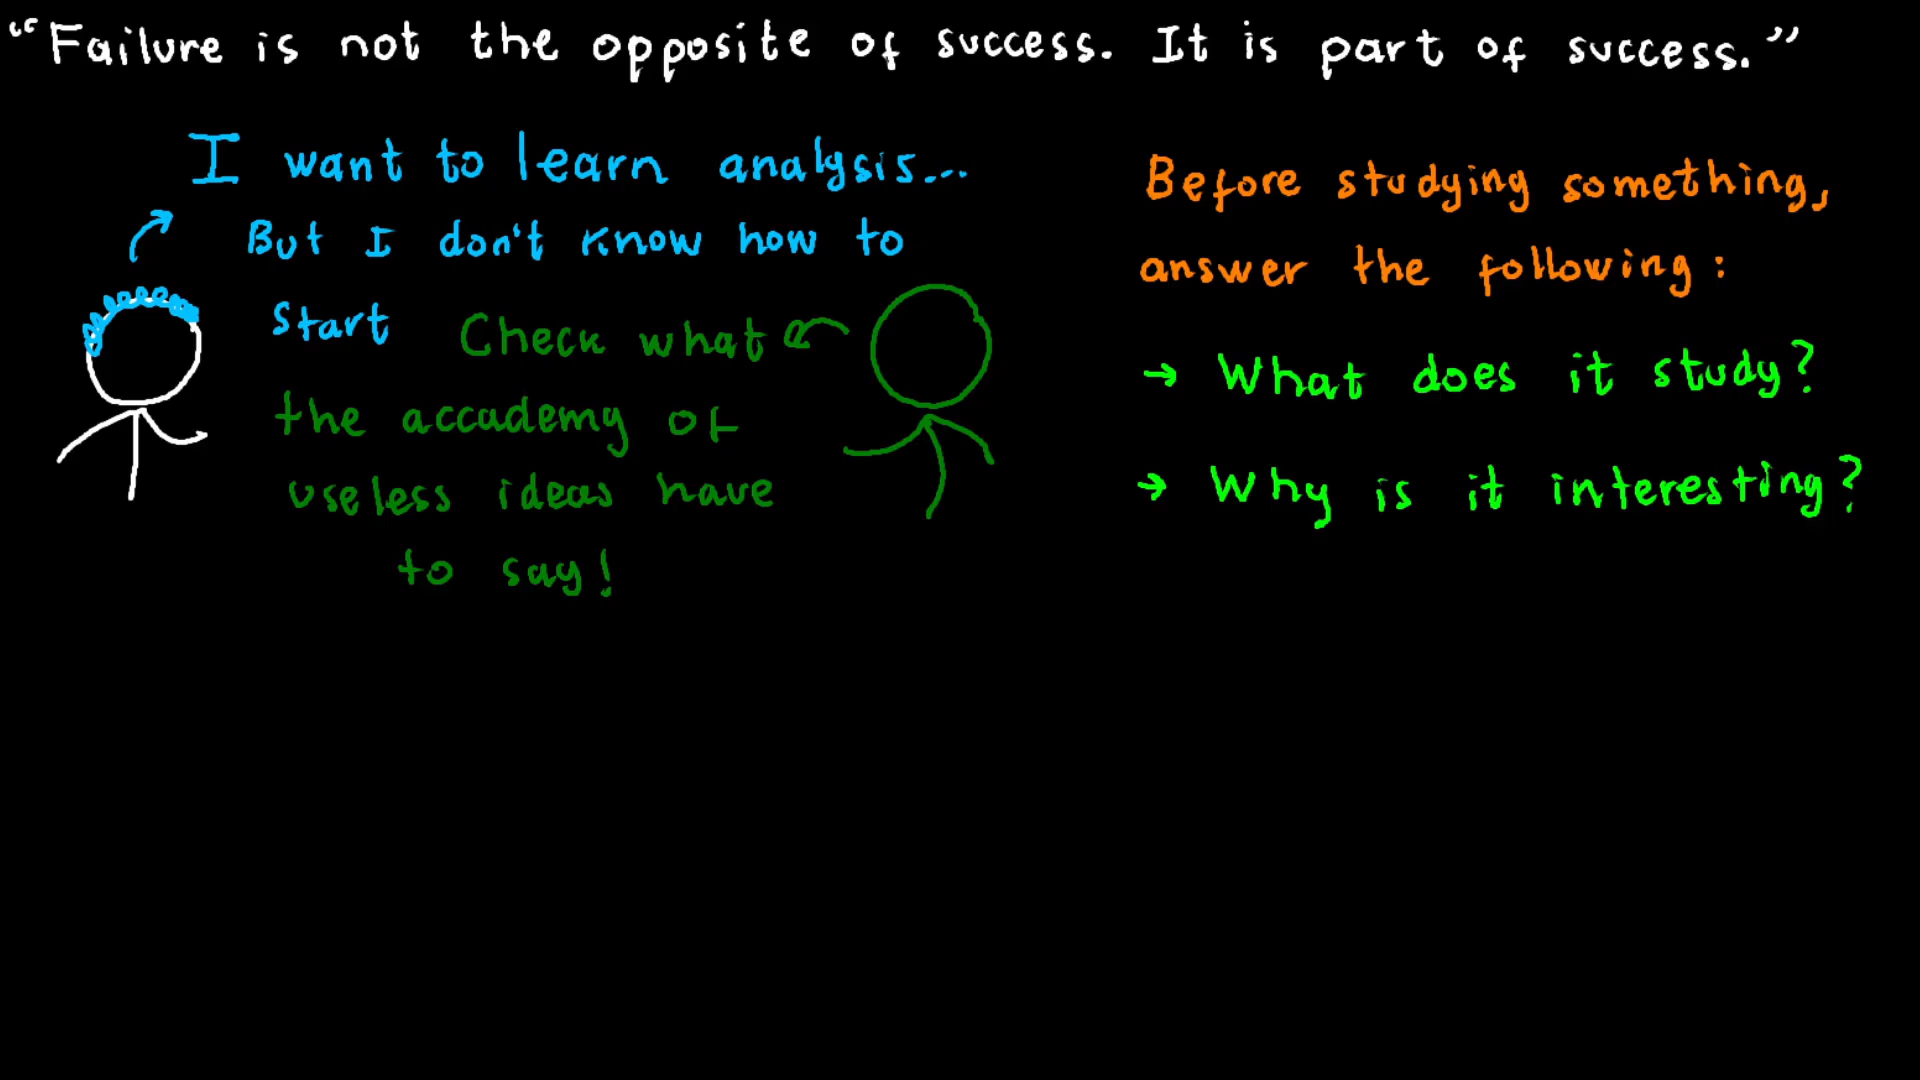 “Failure is not the opposite of success. It is part of success.”
I want to learn analysis...
But I don't know how to
start
Check what
the accademy of
useless ideas have
to say!
Before studying something,
answer the following:
→ What does it study?
→ Why is it interesting?